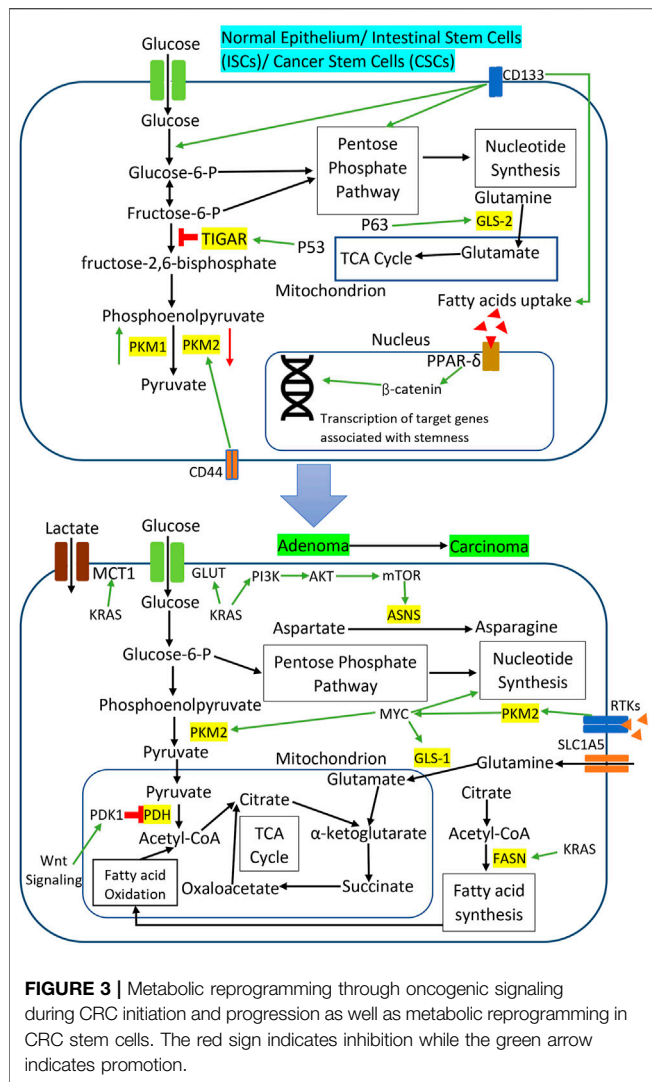 Glucose
Normal Epithelium/ Intestinal Stem Cells
(ISCs)/ Cancer Stem Cells (CSCs)
CD133
Glucose
Glucose-6-P
Fructose-6-P
TIGAR
P53
fructose-2,6-bisphosphate
Phosphoenolpyruvate
PKM1
PKM2
Pyruvate
CD44
Pentose
Phosphate
Pathway
Nucleotide
Synthesis
Glutamine
P63
GLS-2
TCA Cycle
Glutamate
Mitochondrion
Fatty acids uptake
Nucleus
PPAR-δ
β-catenin
Transcription of target genes
associated with stemness
Lactate
Glucose
Adenoma
Carcinoma
MCT1
GLUT
PI3K
AKT
mTOR
KRAS
Glucose
KRAS
ASNS
Aspartate
Asparagine
Glucose-6-P
Pentose Phosphate
Pathway
Nucleotide
Synthesis
Phosphoenolpyruvate
MYC
PKM2
RTKs
PKM2
GLS-1
SLC1A5
Pyruvate
Mitochondrion
Glutamate
Glutamine
Pyruvate
PDK1
PDH
Acetyl-CoA
Citrate
TCA
Cycle
α-ketoglutarate
Citrate
Acetyl-CoA
FASN
KRAS
Wnt
Signaling
Fatty acid
Oxidation
Oxaloacetate
Succinate
Fatty acid
synthesis
FIGURE 3 | Metabolic reprogramming through oncogenic signaling
during CRC initiation and progression as well as metabolic reprogramming in
CRC stem cells. The red sign indicates inhibition while the green arrow
indicates promotion.